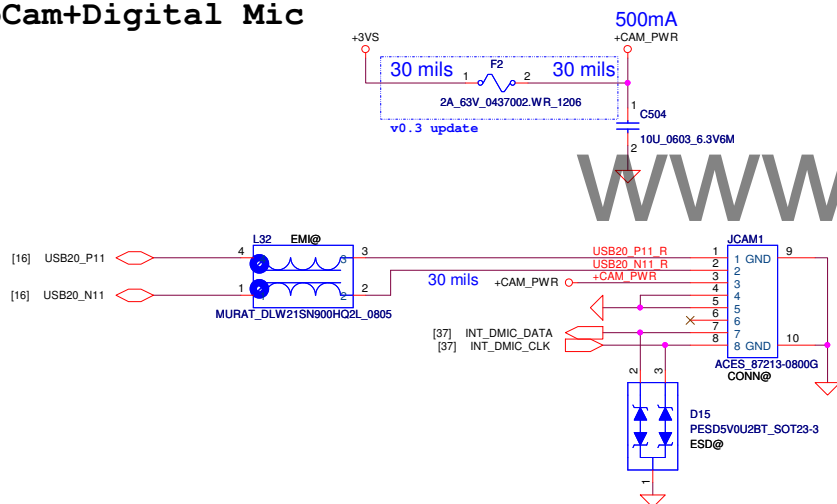 Cam+Digital Mic
500mA
+3VS
+CAM_PWR
30 mils
1
F2
2
30 mils
2A_63V_0437002.WR_1206
v0.3 update
1
C504
10U_0603_6.3V6M
2
www
L32
EMI@
JCAM1
[16] USB20_P11
4
3
3
USB20_P11_R
1
1 GND
9
USB20_N11_R
2
2
[16] USB20_N11
1
2
2
30 mils
+CAM_PWR
+CAM_PWR
3
3
4
4
5
5
6
6
MURAT_DLW21SN900HQ2L_0805
[37] INT_DMIC_DATA
7
7
[37] INT_DMIC_CLK
8
8 GND
10
ACES_87213-0800G
CONN@
2
3
D15
PESD5V0U2BT_SOT23-3
ESD@
1